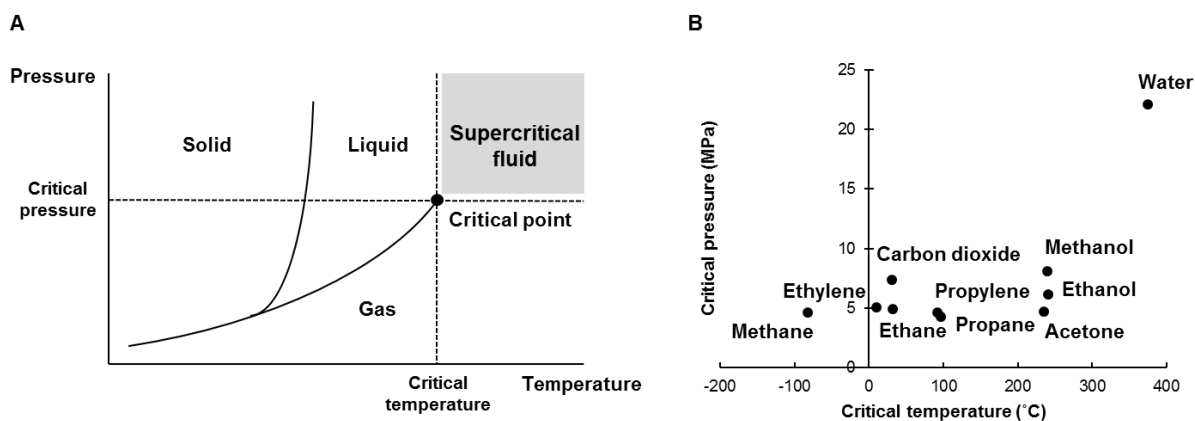 A
Pressure
Solid
Liquid
Supercritical
fluid
Critical
pressure
Critical point
Gas
Critical
temperature
Temperature
B
Critical pressure (MPa)
25
20
15
10
5
0
Water
Carbon dioxide
Methanol
Ethylene
Propylene
Ethanol
Methane
Ethane
Propane
Acetone
-200
-100
0
100
200
300
400
Critical temperature (˚C)